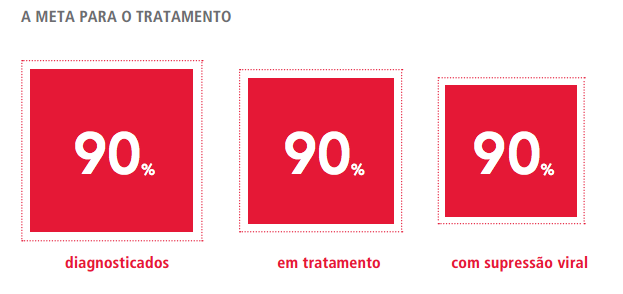 A META PARA O TRATAMENTO
90% 90% 90%
diagnosticados em tratamento com supressão viral